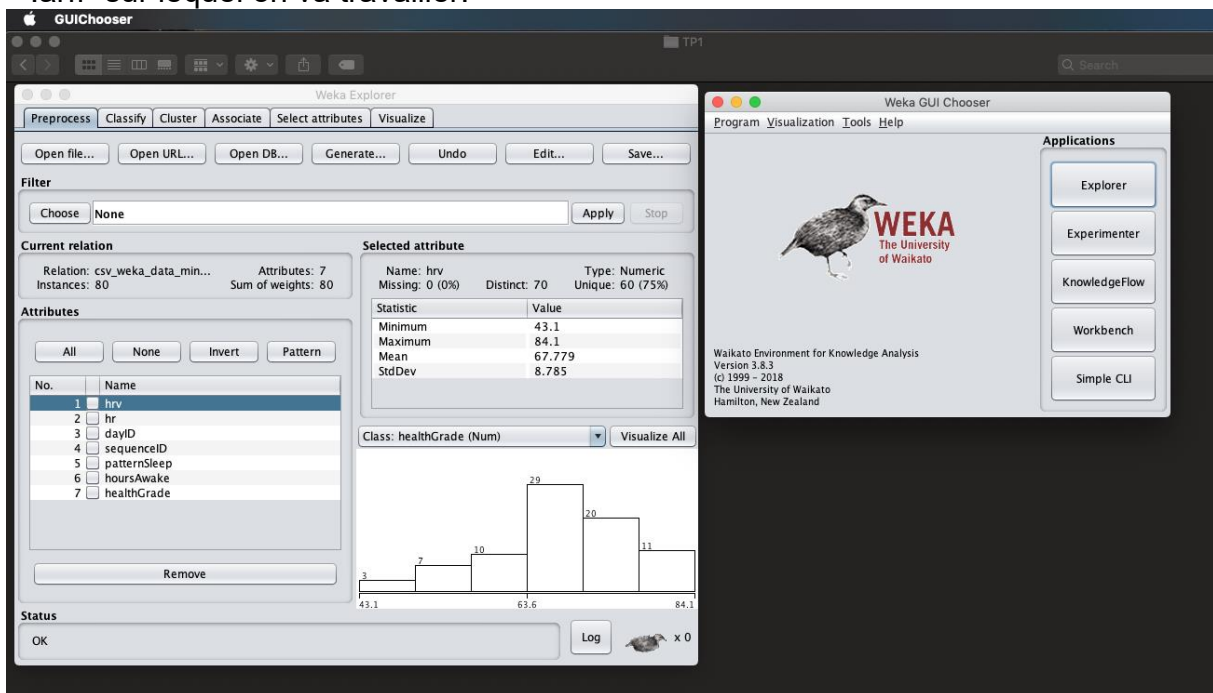 sur lequel on va travailler.
GUIChooser
TP1
Search
Weka Explorer
Preprocess Classify Cluster Associate Select attributes Visualize
Open file... Open URL... Open DB... Generate... Undo Edit... Save...
Filter
Choose None Apply Stop
Current relation
Relation: csv_weka_data_min... Attributes: 7
Instances: 80 Sum of weights: 80
Selected attribute
Name: hrv Type: Numeric
Missing: 0 (0%) Distinct: 70 Unique: 60 (75%)
Statistic Value
Minimum 43.1
Maximum 84.1
Mean 67.779
StdDev 8.785
Attributes
All None Invert Pattern
No. Name
1 hrv
2 hr
3 dayID
4 sequenceID
5 patternSleep
6 hoursAwake
7 healthGrade
Remove
Class: healthGrade (Num) Visualize All
3 7 10 29 20 11
43.1 63.6 84.1
Status
OK
Log x 0
Weka GUI Chooser
Program Visualization Tools Help
Applications
Explorer
Experimenter
KnowledgeFlow
Workbench
Simple CLI
WEKA
The University
of Waikato
Waikato Environment for Knowledge Analysis
Version 3.8.3
(c) 1999 - 2018
The University of Waikato
Hamilton, New Zealand